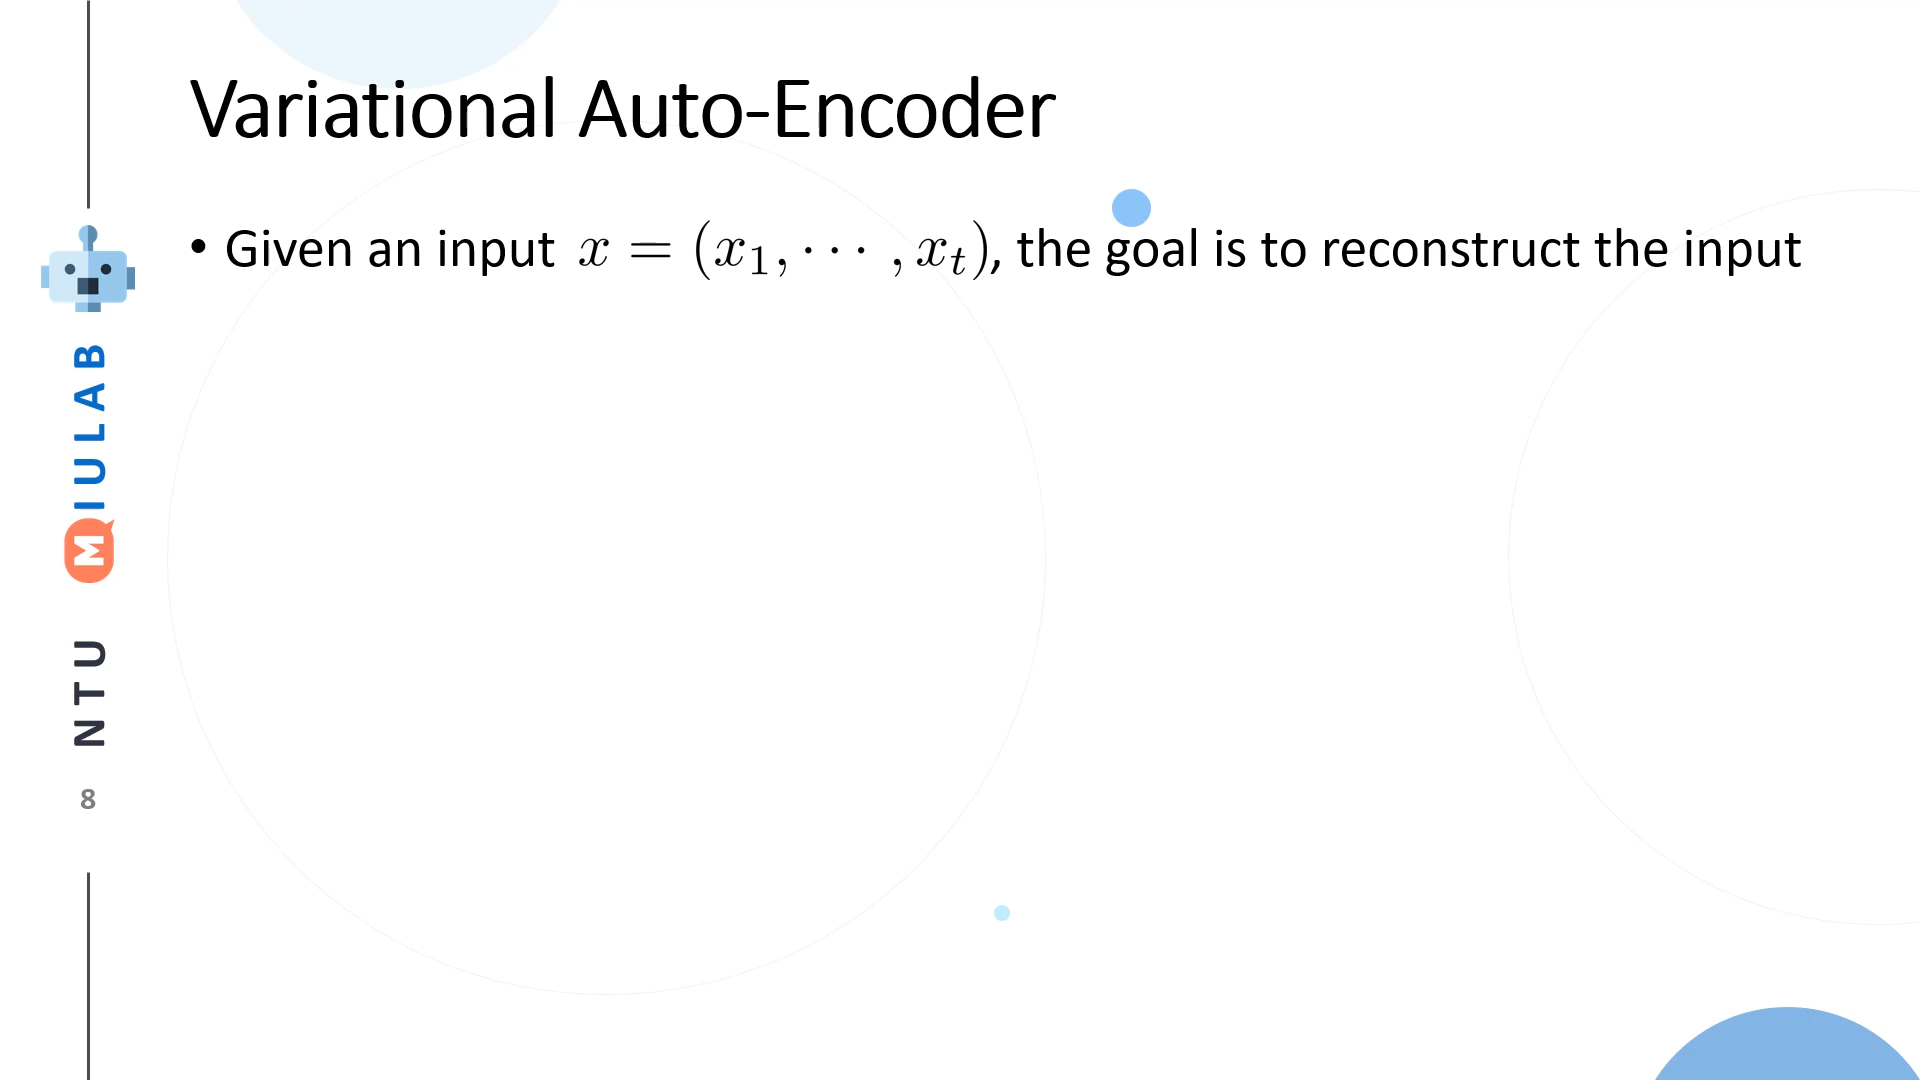 Variational Auto-Encoder
• Given an input x = (x₁, ⋯ , xₜ), the goal is to reconstruct the input
NTU MIULAB
8